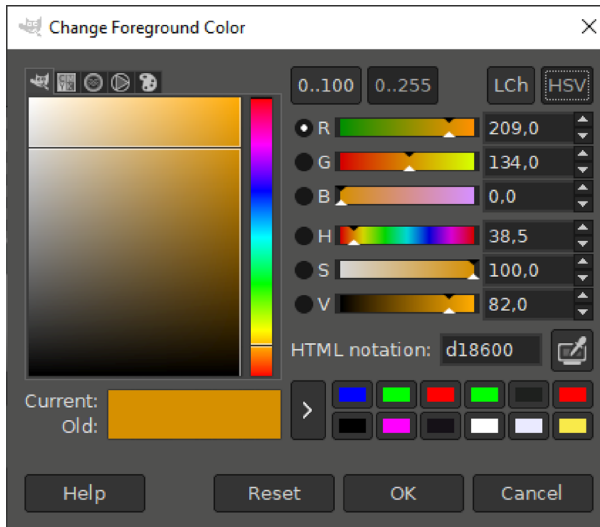 Change Foreground Color
0..100 0..255 LCh HSV
R 209,0
G 134,0
B 0,0
H 38,5
S 100,0
V 82,0
HTML notation: d18600
Current:
Old:
Help Reset OK Cancel